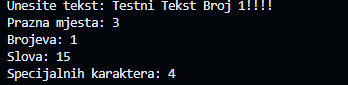 Unesite tekst: Testni Tekst Broj 1!!!!
Prazna mjesta: 3
Brojeva: 1
Slova: 15
Specijalnih karaktera: 4